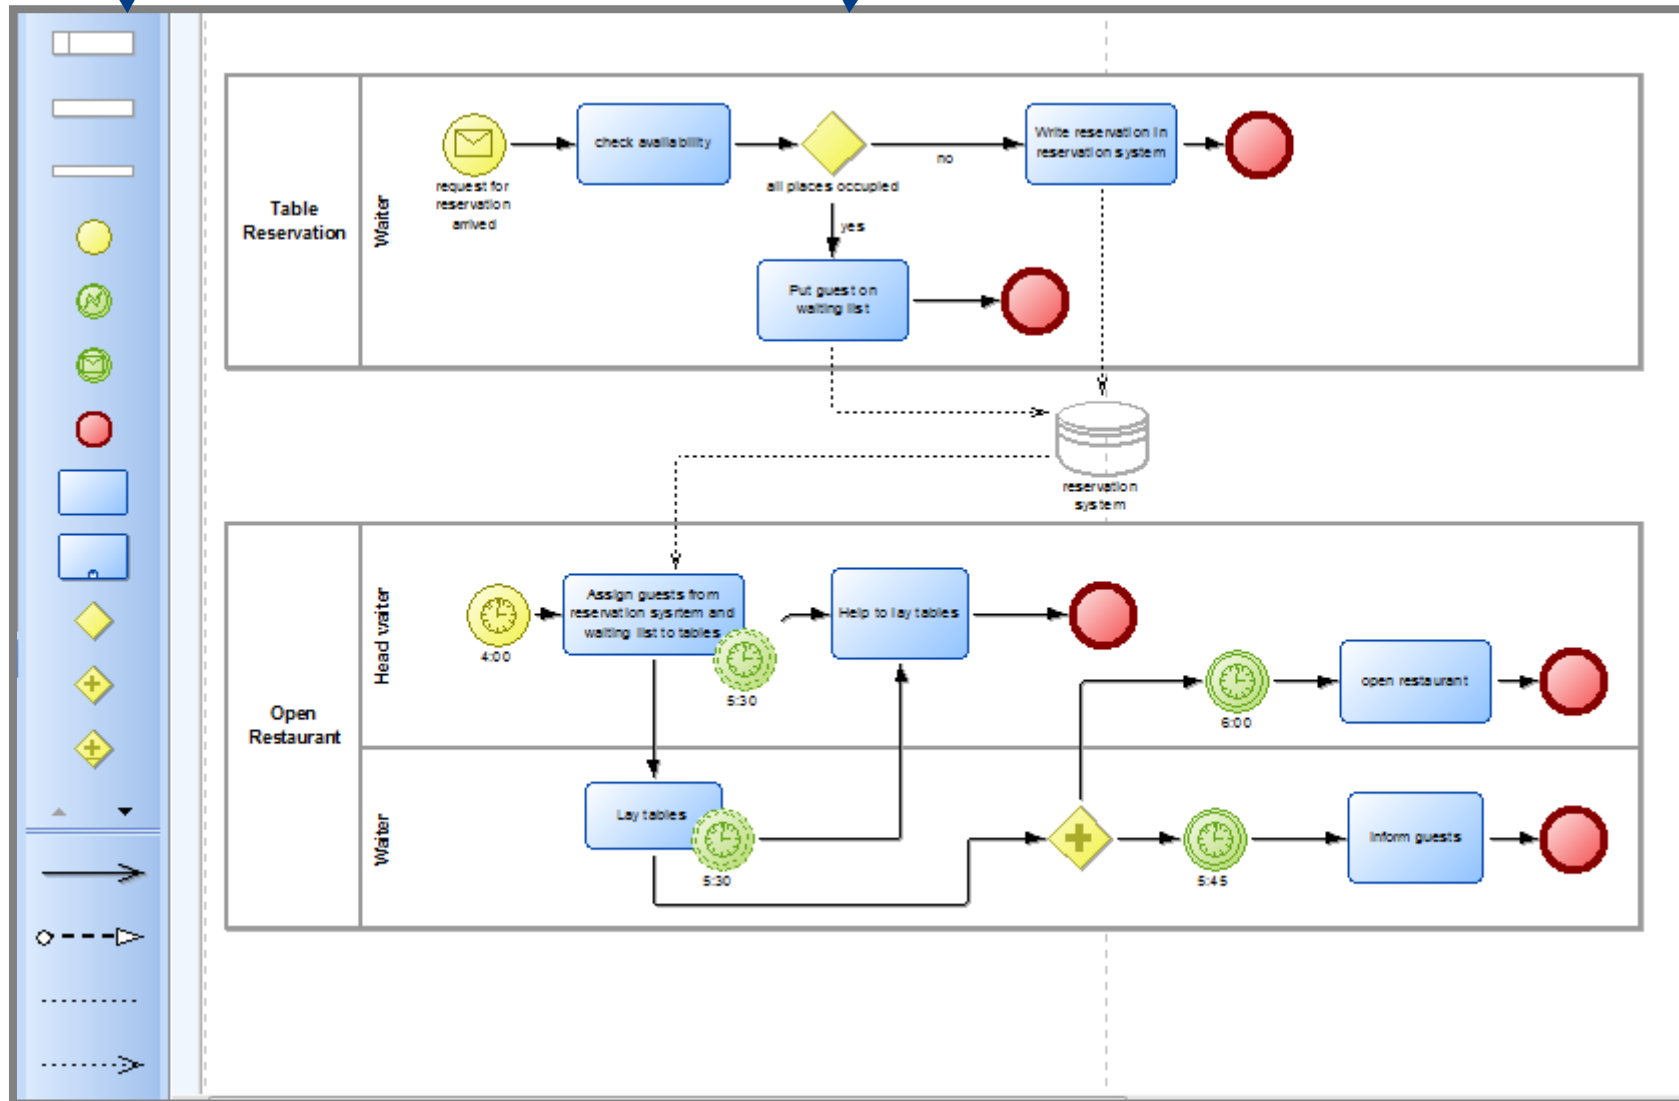 Table
Reservation
Waiter
request for
reservation
arrived
check availability
all places occupied
no
yes
Write reservation in
reservation system
Put guest on
waiting list
reservation
system
Open
Restaurant
Head waiter
4:00
Assign guests from
reservation sysrtem and
waiting list to tables
5:30
Help to lay tables
6:00
open restaurant
Waiter
Lay tables
5:30
5:45
Inform guests